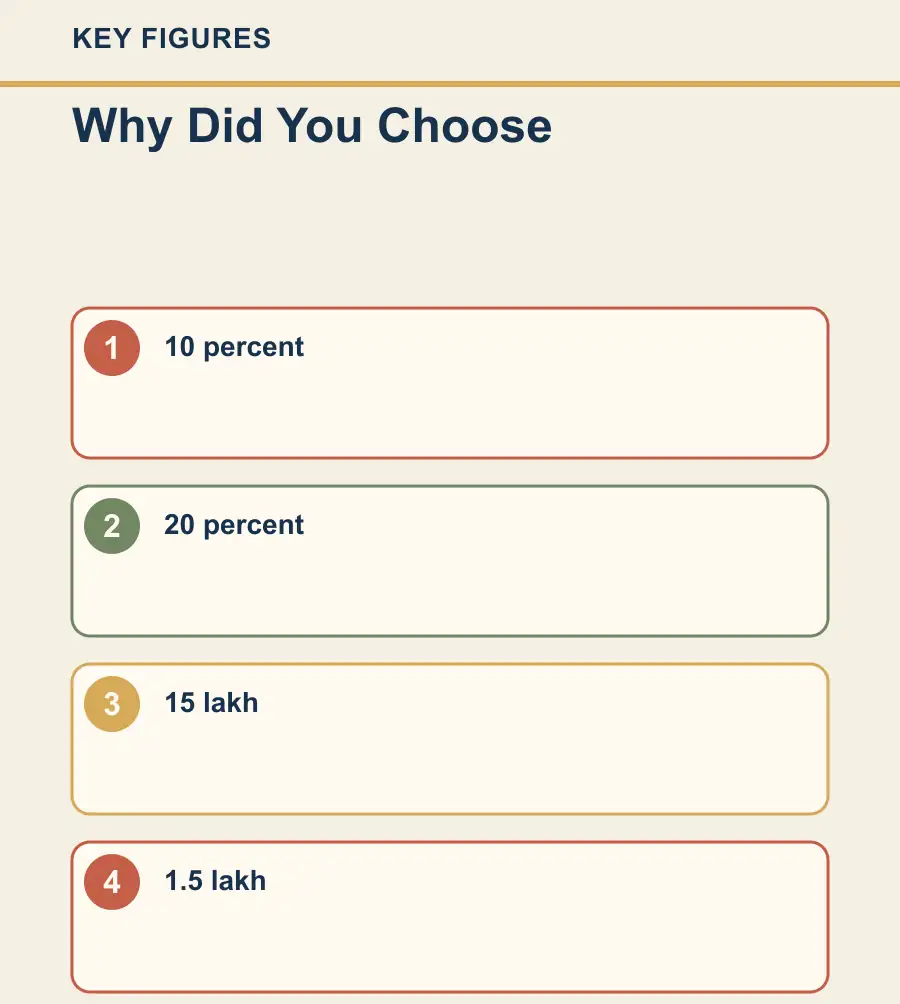 KEY FIGURES
Why Did You Choose
1
10 percent
2
20 percent
3
15 lakh
4
1.5 lakh